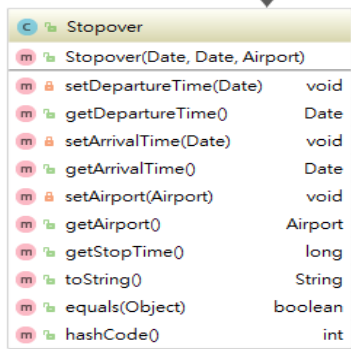 C Stopover
m Stopover(Date, Date, Airport)
m setDepartureTime(Date) void
m getDepartureTime() Date
m setArrivalTime(Date) void
m getArrivalTime() Date
m setAirport(Airport) void
m getAirport() Airport
m getStopTime() long
m toString() String
m equals(Object) boolean
m hashCode() int